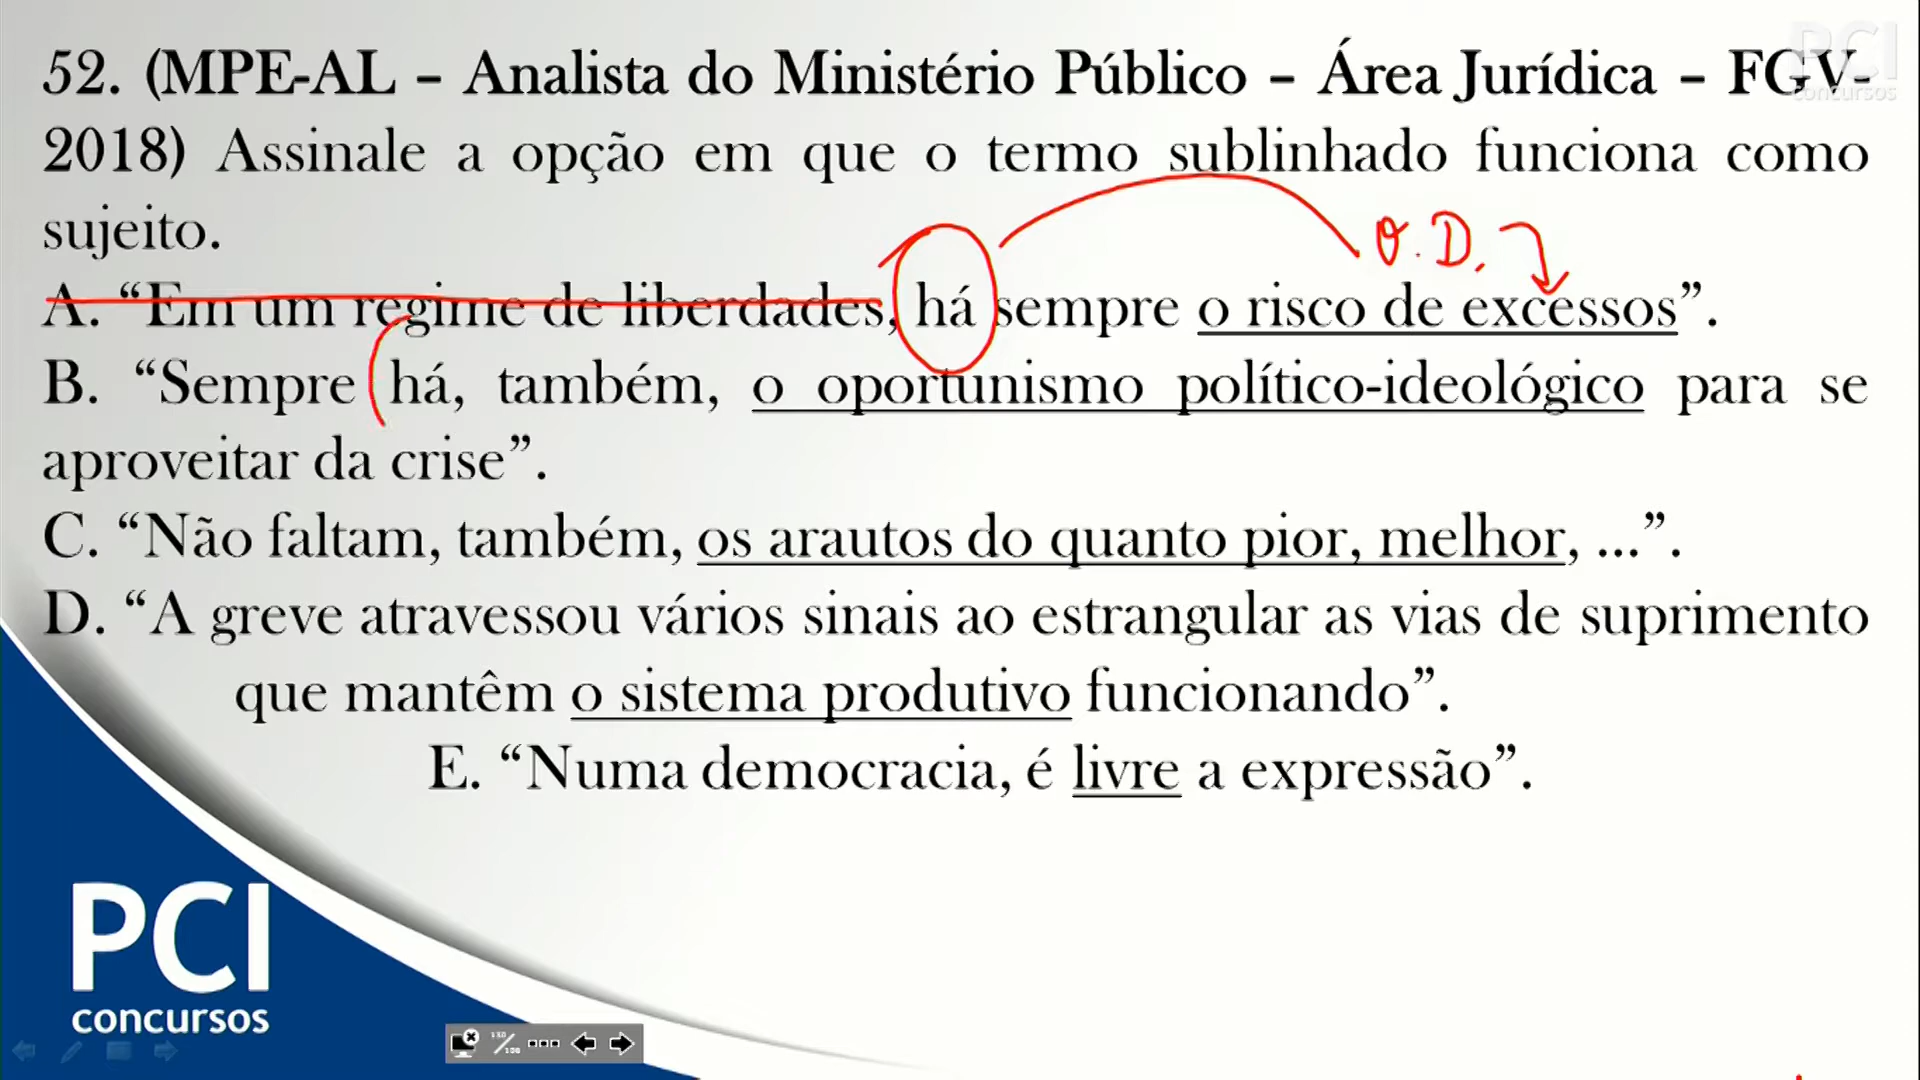 PCI
concursos
52. (MPE-AL – Analista do Ministério Público – Área Jurídica – FGV-
2018) Assinale a opção em que o termo sublinhado funciona como
sujeito.
O.D.
A. “Em um regime de liberdades, há sempre o risco de excessos”.
B. “Sempre há, também, o oportunismo político-ideológico para se
aproveitar da crise”.
C. “Não faltam, também, os arautos do quanto pior, melhor, ...”.
D. “A greve atravessou vários sinais ao estrangular as vias de suprimento
que mantêm o sistema produtivo funcionando”.
E. “Numa democracia, é livre a expressão”.
PCI
concursos